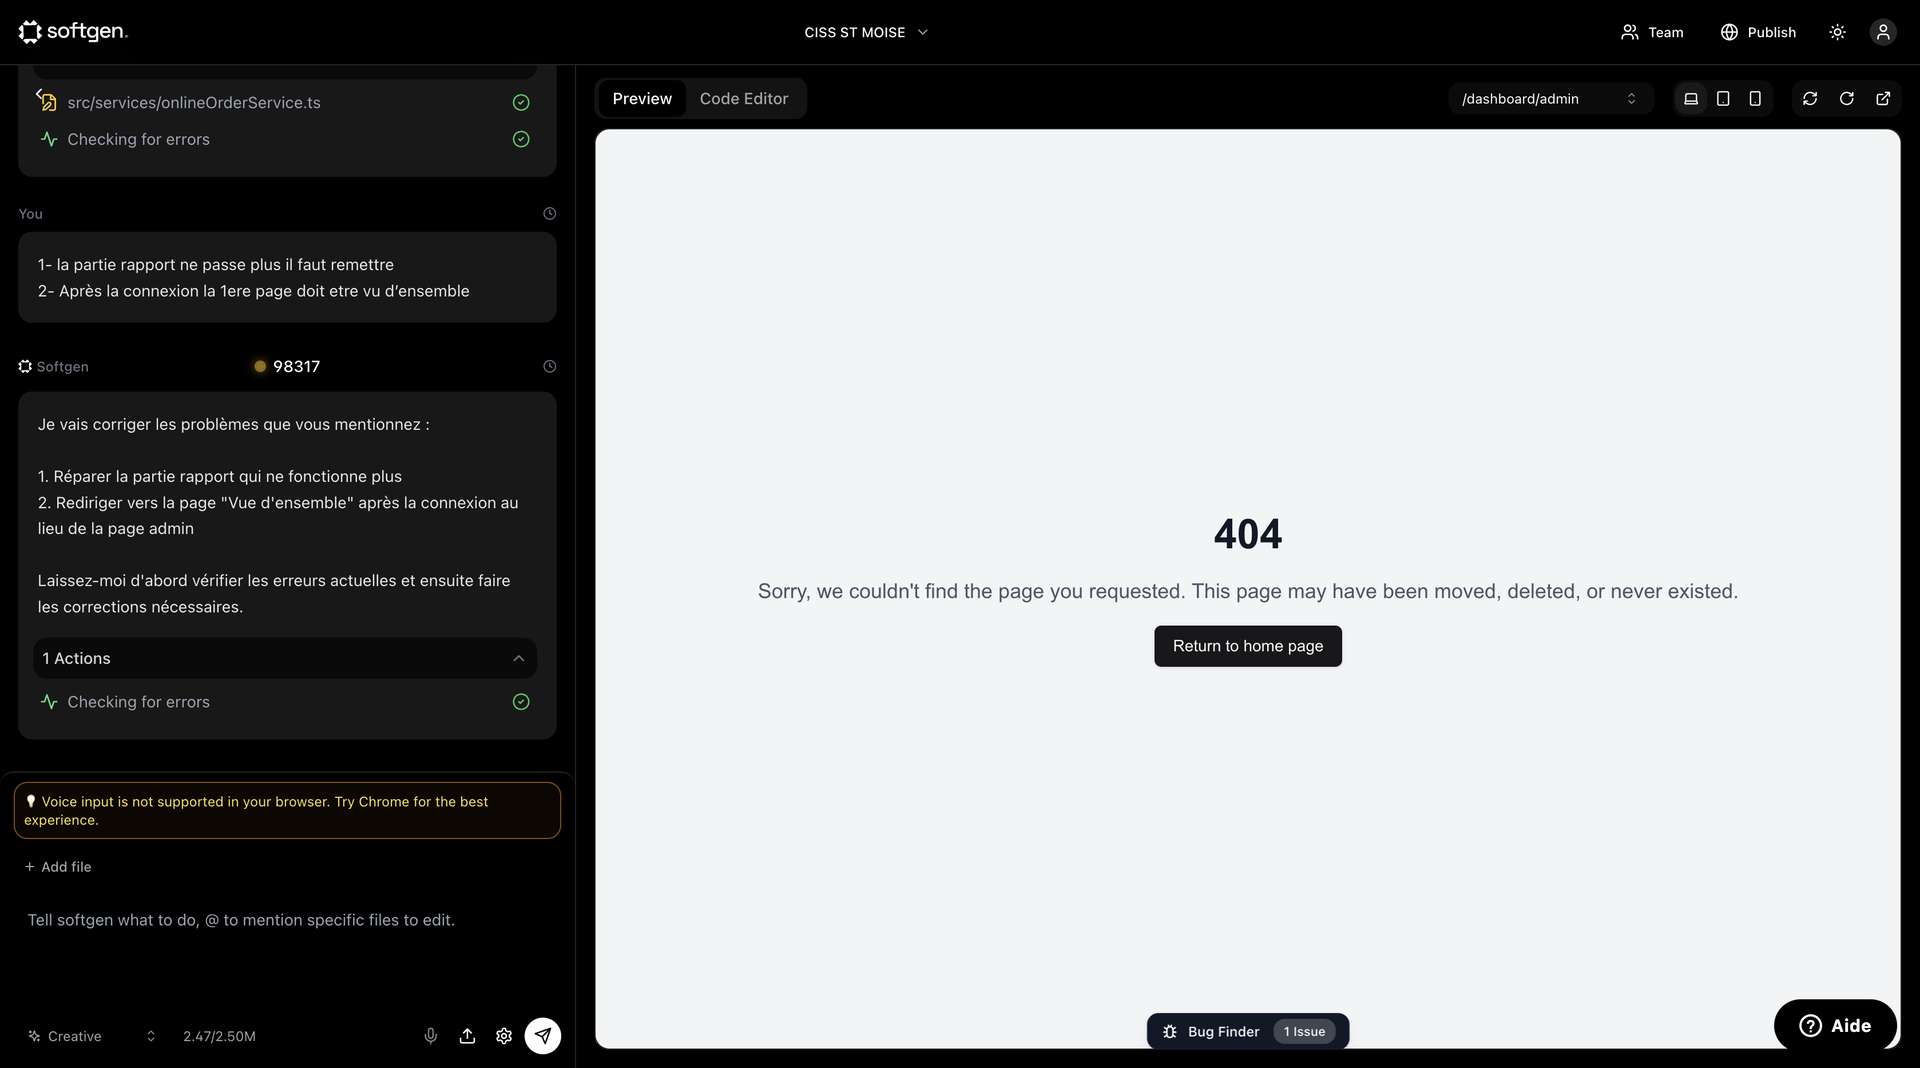 softgen.
CISS ST MOISE
Team
Publish
src/services/onlineOrderService.ts
Checking for errors
You
1- la partie rapport ne passe plus il faut remettre
2- Après la connexion la 1ere page doit etre vu d’ensemble
Softgen
98317
Je vais corriger les problèmes que vous mentionnez :
1. Réparer la partie rapport qui ne fonctionne plus
2. Rediriger vers la page "Vue d'ensemble" après la connexion au
lieu de la page admin
Laissez-moi d'abord vérifier les erreurs actuelles et ensuite faire
les corrections nécessaires.
1 Actions
Checking for errors
Voice input is not supported in your browser. Try Chrome for the best
experience.
+ Add file
Tell softgen what to do, @ to mention specific files to edit.
Creative
2.47/2.50M
Preview
Code Editor
/dashboard/admin
404
Sorry, we couldn't find the page you requested. This page may have been moved, deleted, or never existed.
Return to home page
Bug Finder
1 Issue
Aide